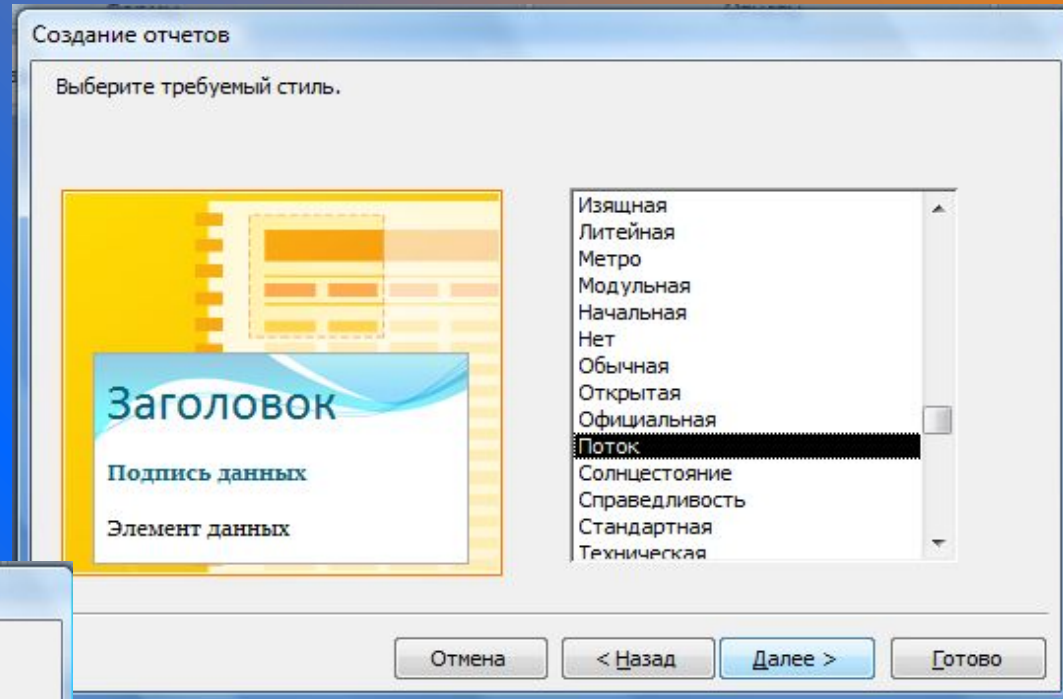 Создание отчетов
Выберите требуемый стиль.
Заголовок
Подпись данных
Элемент данных
Изящная
Литейная
Метро
Модульная
Начальная
Нет
Обычная
Открытая
Официальная
Поток
Солнцестояние
Справедливость
Стандартная
Техническая
Отмена
< Назад
Далее >
Готово